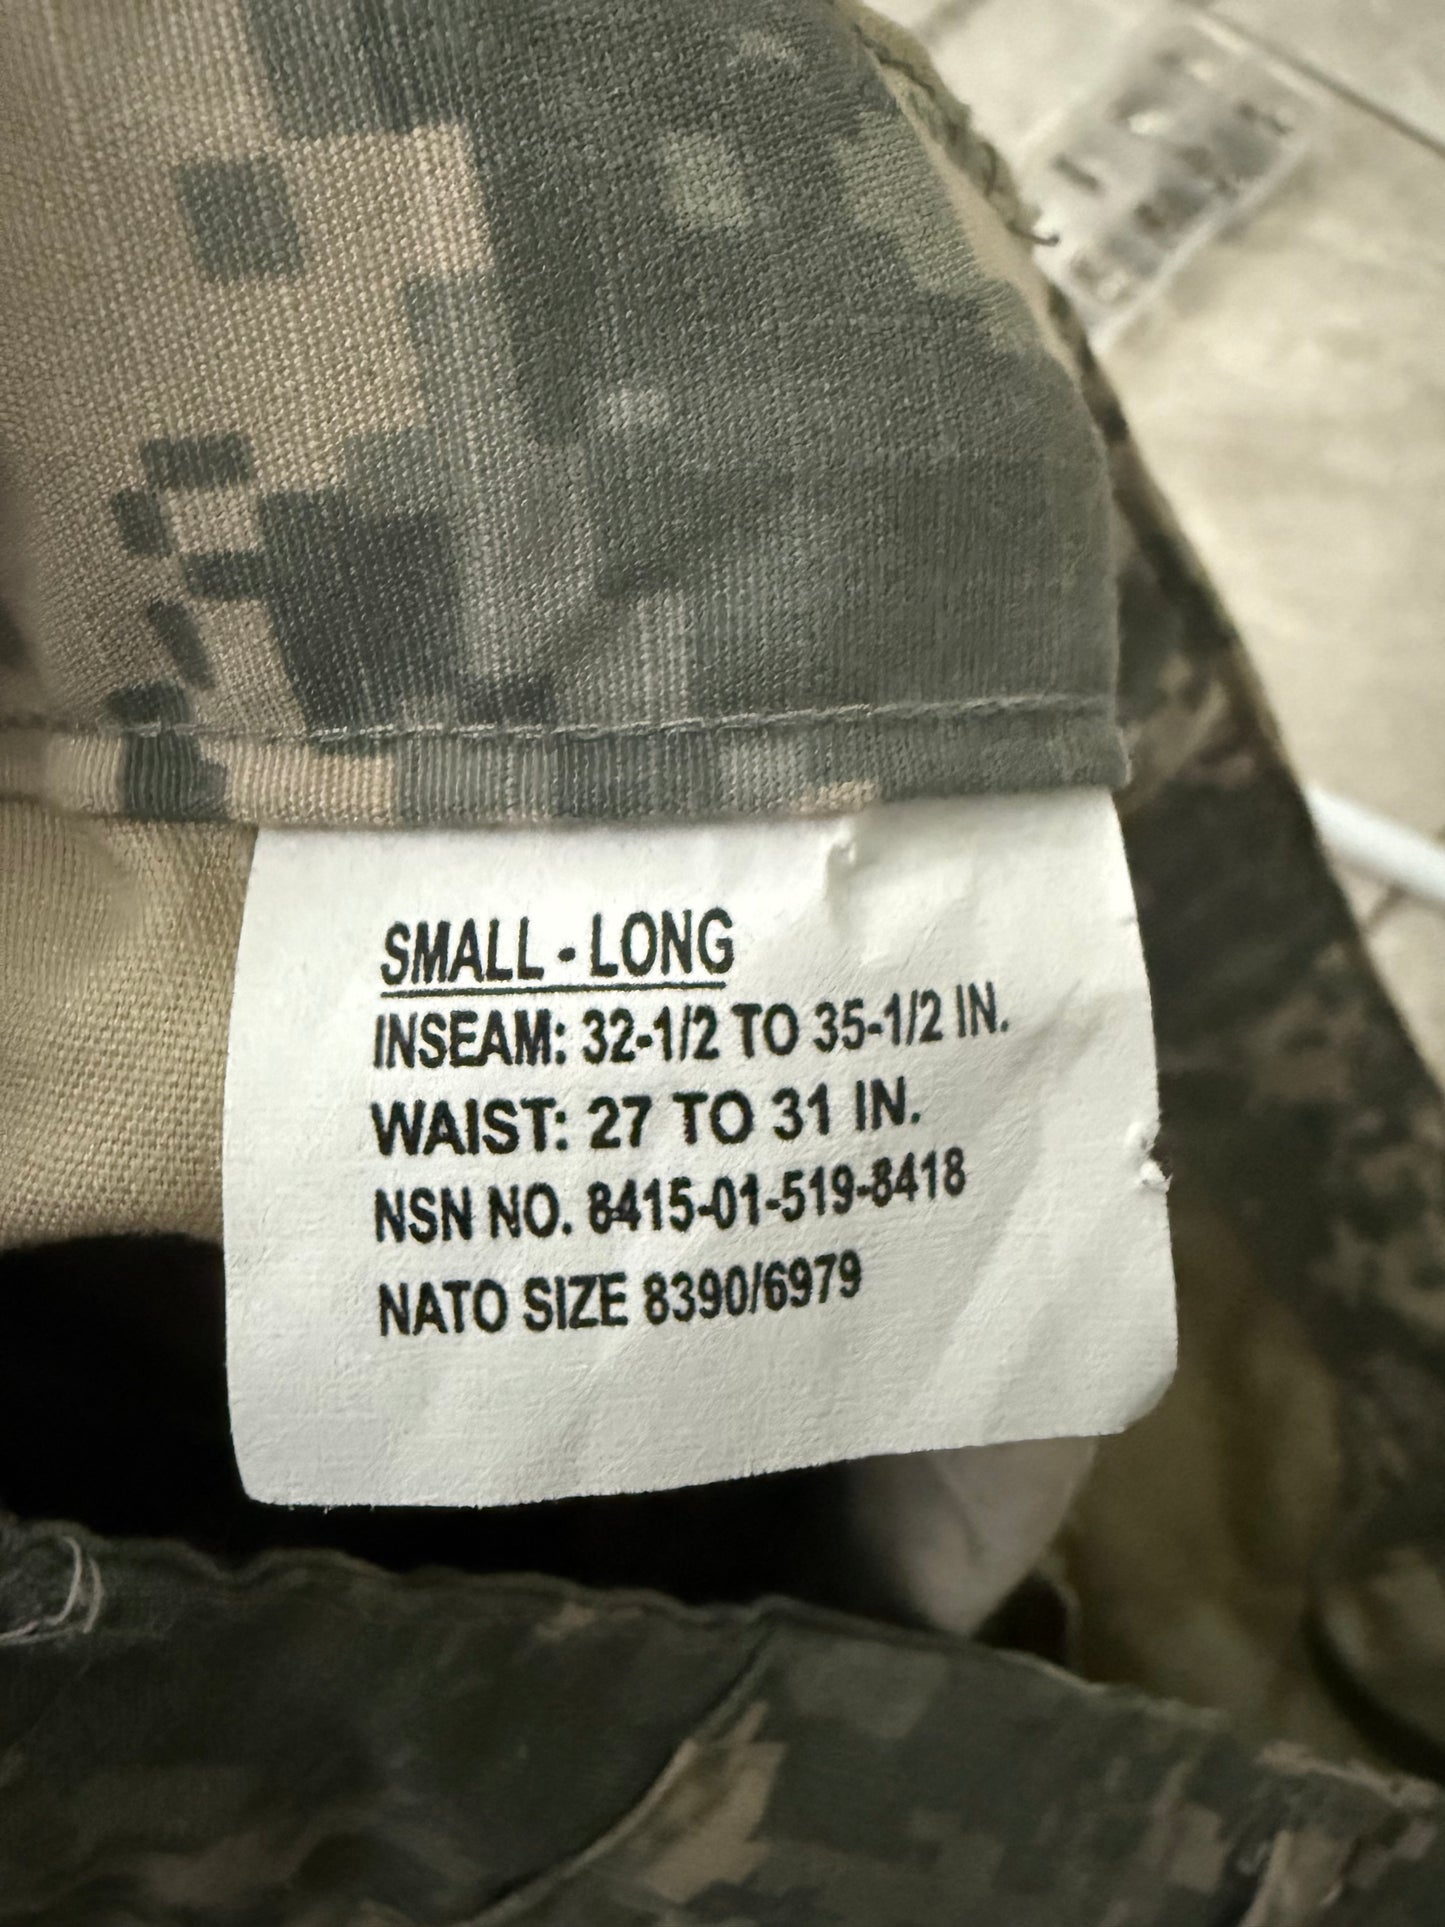 SMALL - LONG
INSEAM: 32-1/2 TO 35-1/2 IN.
WAIST: 27 TO 31 IN.
NSN NO. 8415-01-519-8418
NATO SIZE 8390/6979